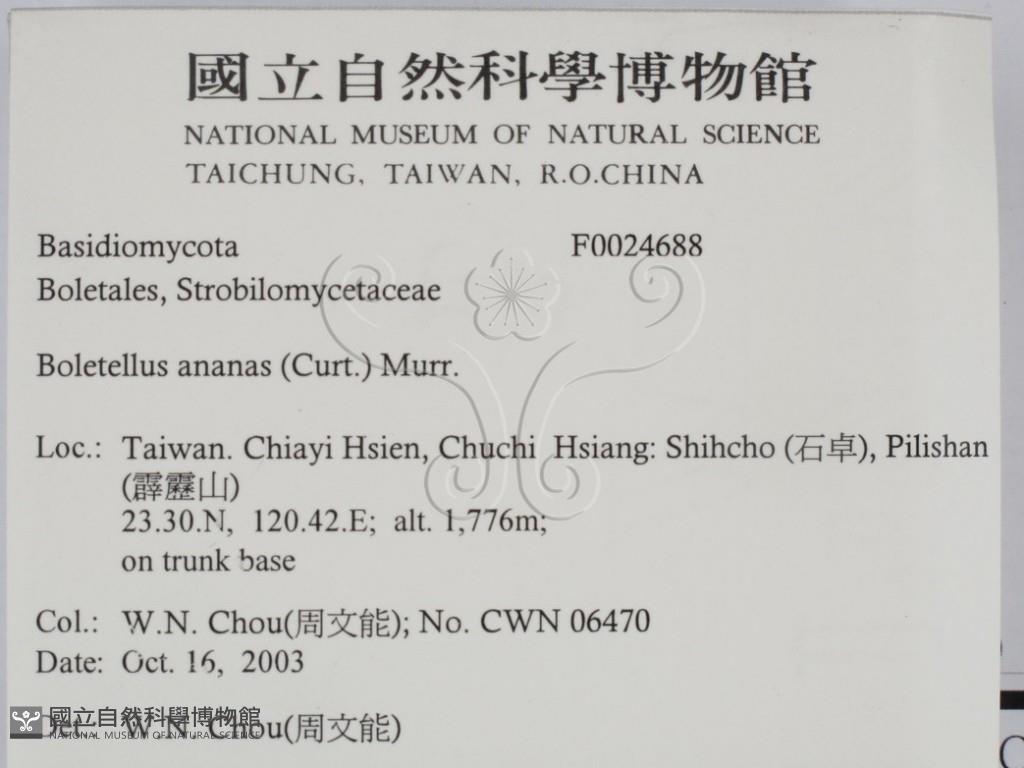 國立自然科學博物館
NATIONAL MUSEUM OF NATURAL SCIENCE
TAICHUNG, TAIWAN, R.O.CHINA
Basidiomycota F0024688
Boletales, Strobilomycetaceae
Boletellus ananas (Curt.) Murr.
Loc.: Taiwan. Chiayi Hsien, Chuchi Hsiang: Shihcho (石卓), Pilishan
(霹靂山)
23.30.N, 120.42.E; alt. 1,776m;
on trunk base
Col.: W.N. Chou(周文能); No. CWN 06470
Date: Oct. 16, 2003
Det.: W.N. Chou(周文能)
國立自然科學博物館
NATIONAL MUSEUM OF NATURAL SCIENCE